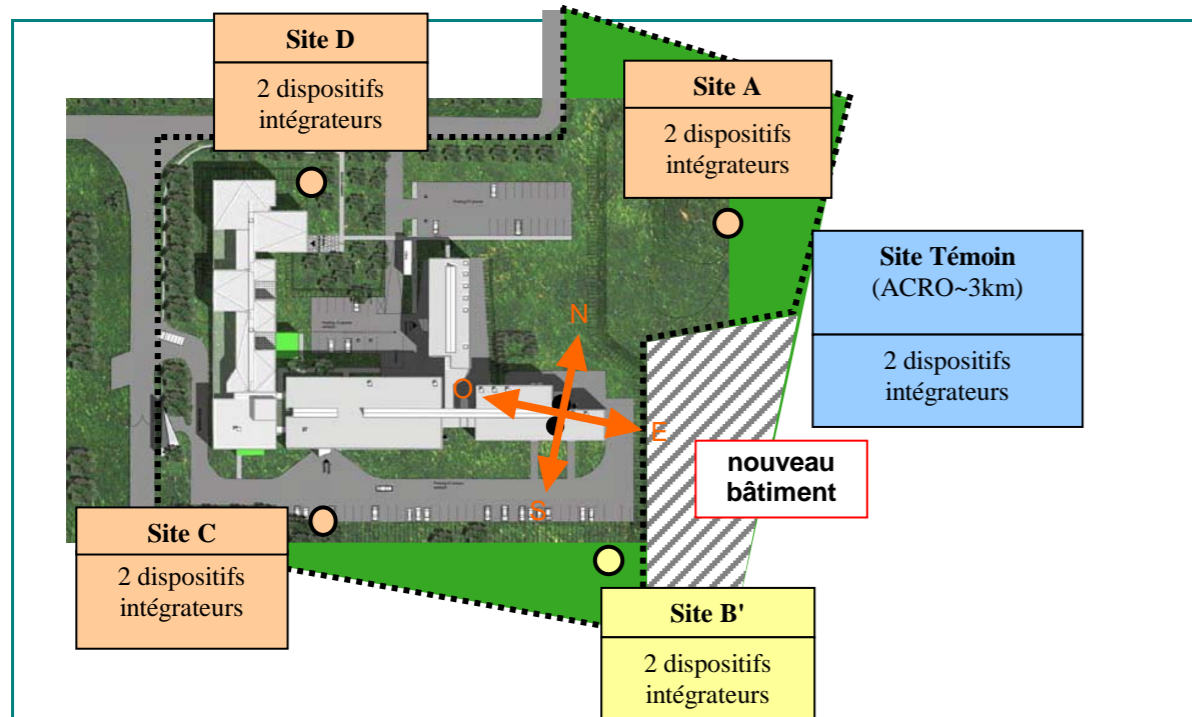 Site D
2 dispositifs
intégrateurs
Site A
2 dispositifs
intégrateurs
Site Témoin
(ACRO~3km)
2 dispositifs
intégrateurs
N
O
E
S
nouveau
bâtiment
Site C
2 dispositifs
intégrateurs
Site B'
2 dispositifs
intégrateurs